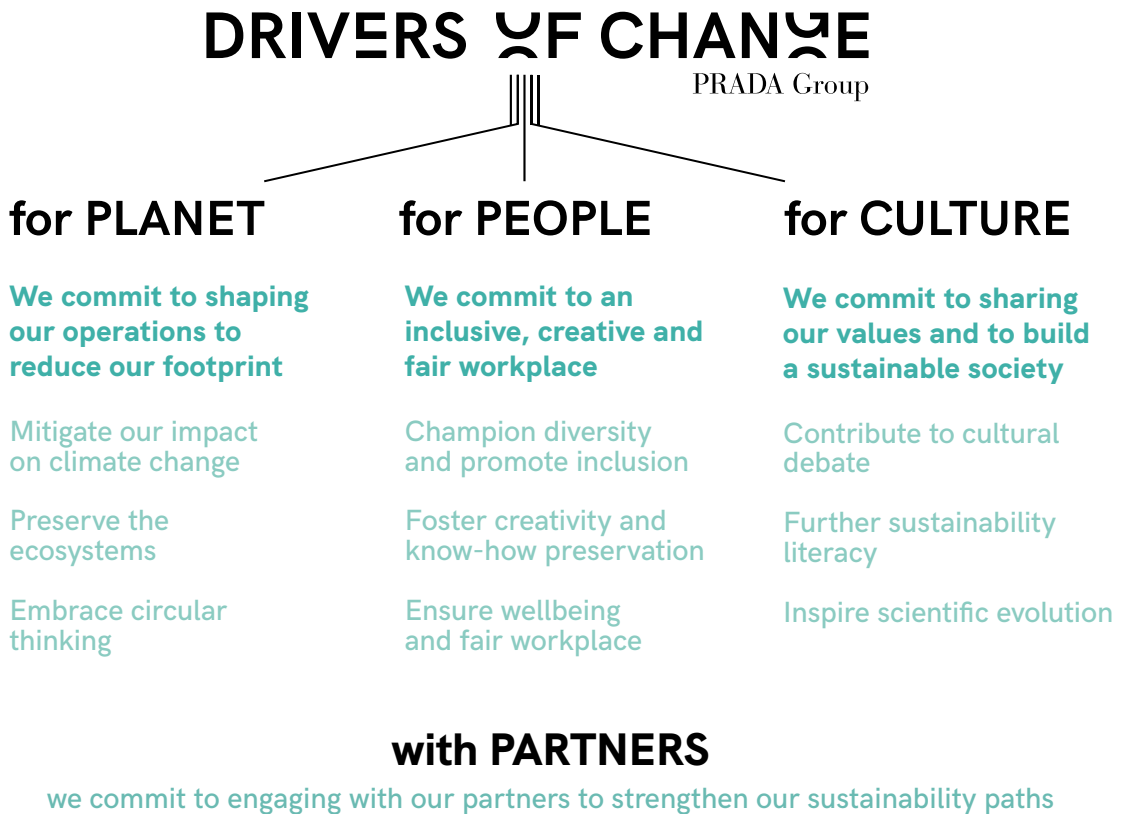 DRIVERS OF CHANGE
PRADA Group
for PLANET
We commit to shaping
our operations to
reduce our footprint
Mitigate our impact
on climate change
Preserve the
ecosystems
Embrace circular
thinking
for PEOPLE
We commit to an
inclusive, creative and
fair workplace
Champion diversity
and promote inclusion
Foster creativity and
know-how preservation
Ensure wellbeing
and fair workplace
for CULTURE
We commit to sharing
our values and to build
a sustainable society
Contribute to cultural
debate
Further sustainability
literacy
Inspire scientific evolution
with PARTNERS
we commit to engaging with our partners to strengthen our sustainability paths